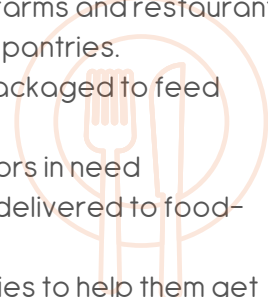 farms and restaurant
pantries.
ackaged to feed
ors in need
delivered to food-
ies to help them get